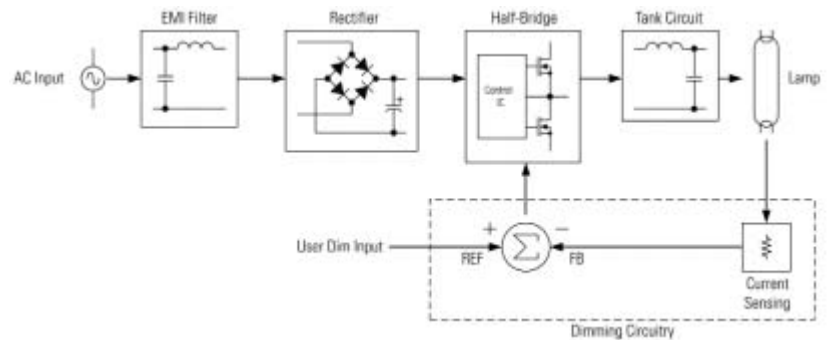 EMI Filter
Rectifier
Half-Bridge
Tank Circuit
AC Input
Control
IC
Lamp
+
+
−
User Dim Input
REF
Σ
FB
Current
Sensing
Dimming Circuitry